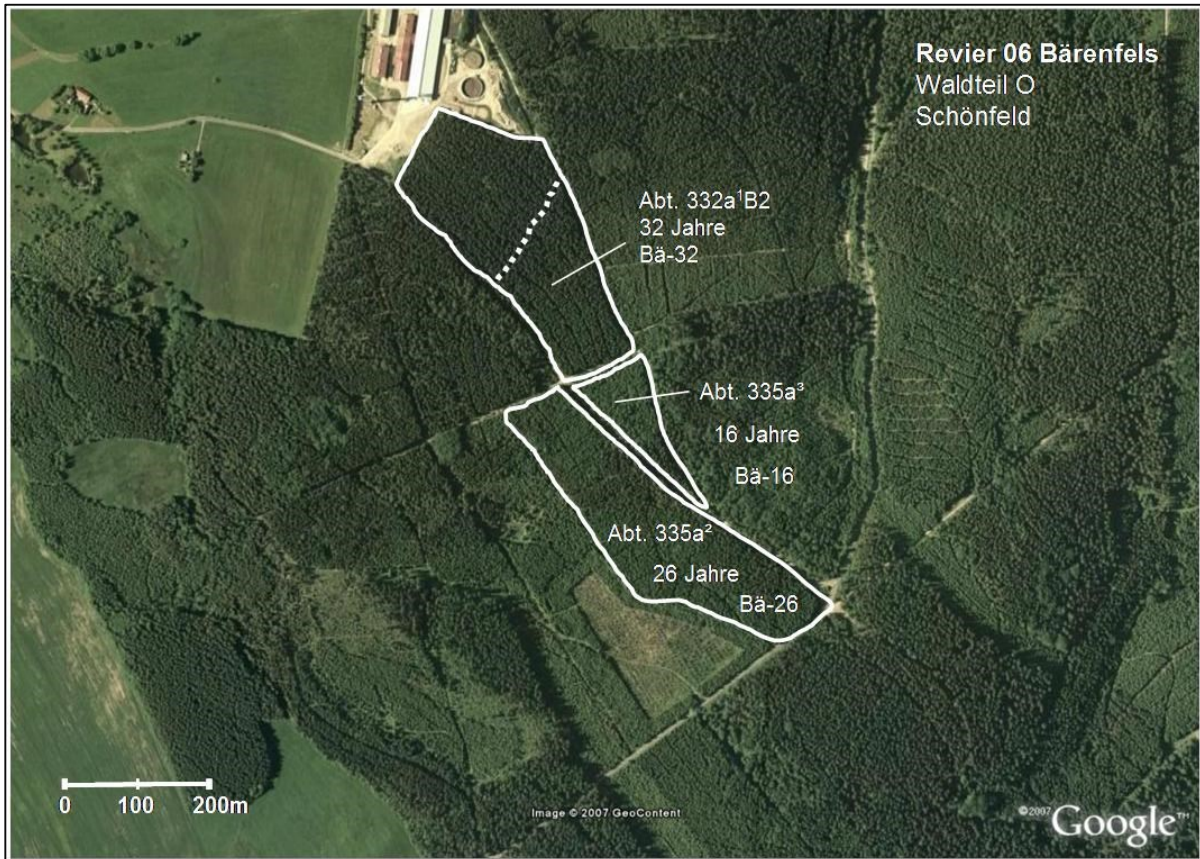 Revier 06 Bärenfels
Waldteil O
Schönfeld
Abt. 332a¹B2
32 Jahre
Bä-32
Abt. 335a³
16 Jahre
Bä-16
Abt. 335a²
26 Jahre
Bä-26
0 100 200m
Image © 2007 GeoContent
©2007 Google™